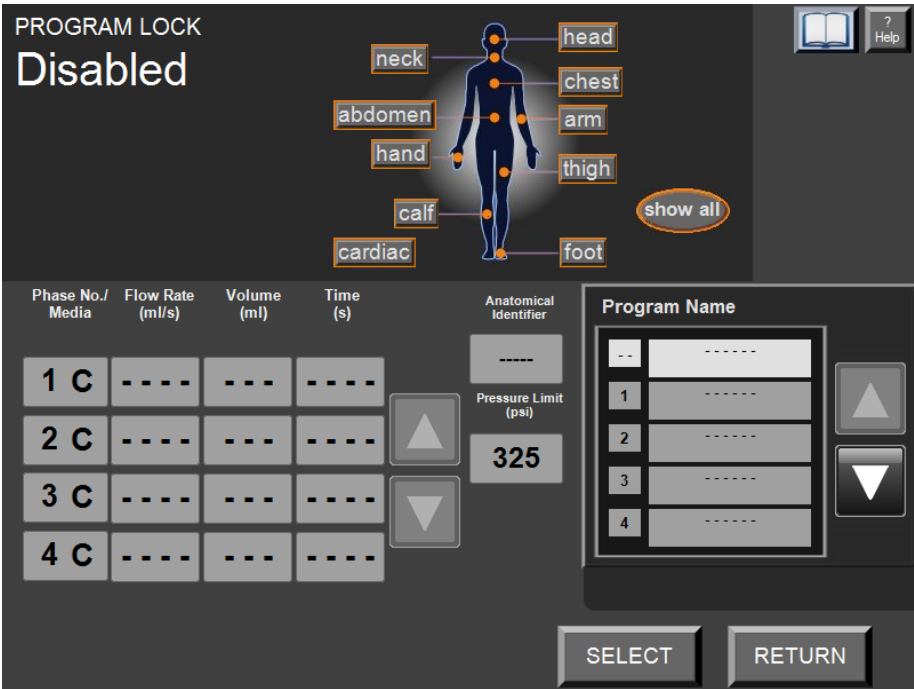 PROGRAM LOCK
Disabled
head
neck
chest
abdomen
arm
hand
thigh
calf
show all
cardiac
foot
?
Help
Phase No./ Flow Rate Volume Time
Media (ml/s) (ml) (s)
Anatomical
Identifier
Program Name
1 C - - - - - - - - - - -
2 C - - - - - - - - - - -
3 C - - - - - - - - - - -
4 C - - - - - - - - - - -
-----
Pressure Limit
(psi)
325
- - - - - - - -
1 - - - - - -
2 - - - - - -
3 - - - - - -
4 - - - - - -
SELECT RETURN